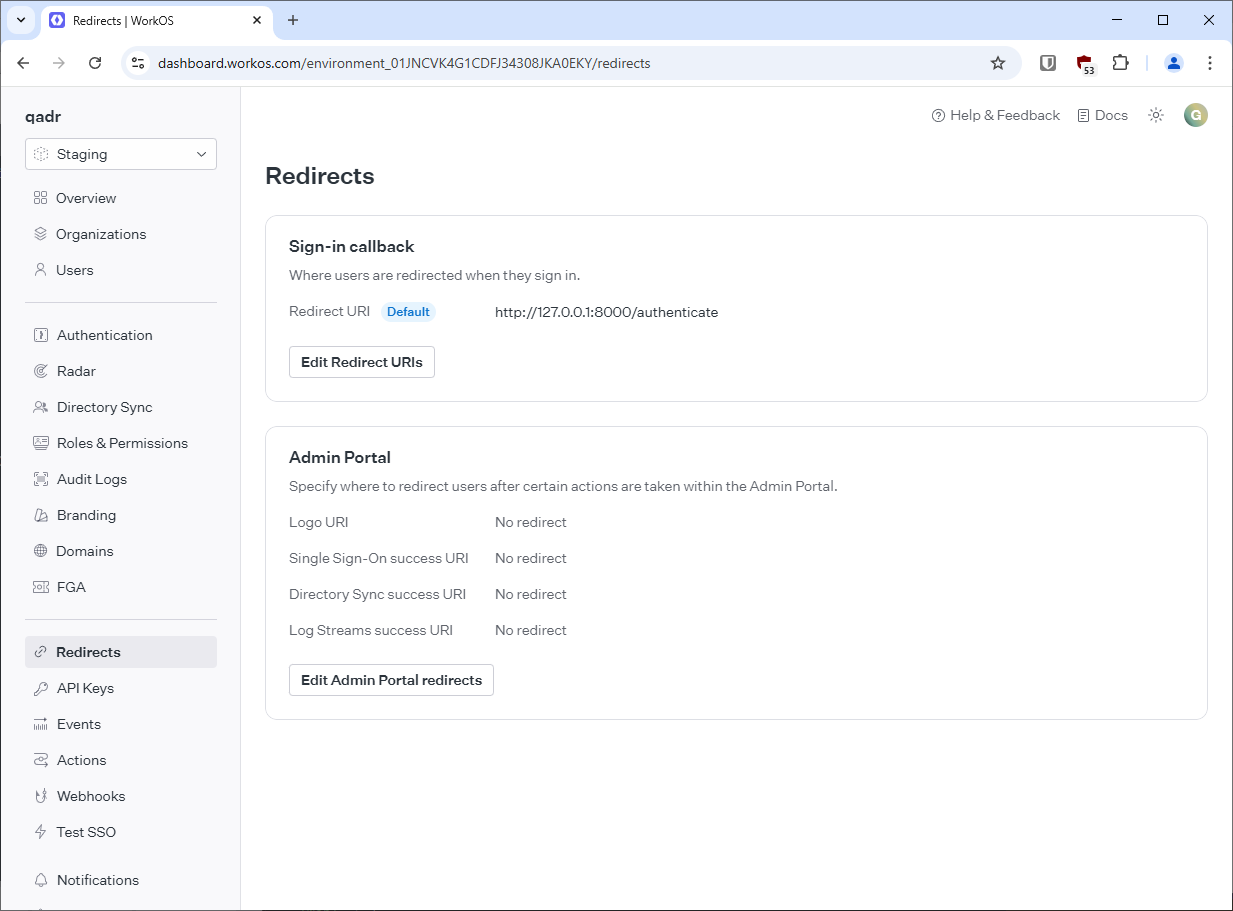 Redirects | WorkOS
dashboard.workos.com/environment_01JNCVK4G1CDFJ34308JKA0EKY/redirects
53
qadr
Staging
Overview
Organizations
Users
Authentication
Radar
Directory Sync
Roles & Permissions
Audit Logs
Branding
Domains
FGA
Redirects
API Keys
Events
Actions
Webhooks
Test SSO
Notifications
Help & Feedback
Docs
G
Redirects
Sign-in callback
Where users are redirected when they sign in.
Redirect URI Default http://127.0.0.1:8000/authenticate
Edit Redirect URIs
Admin Portal
Specify where to redirect users after certain actions are taken within the Admin Portal.
Logo URI No redirect
Single Sign-On success URI No redirect
Directory Sync success URI No redirect
Log Streams success URI No redirect
Edit Admin Portal redirects